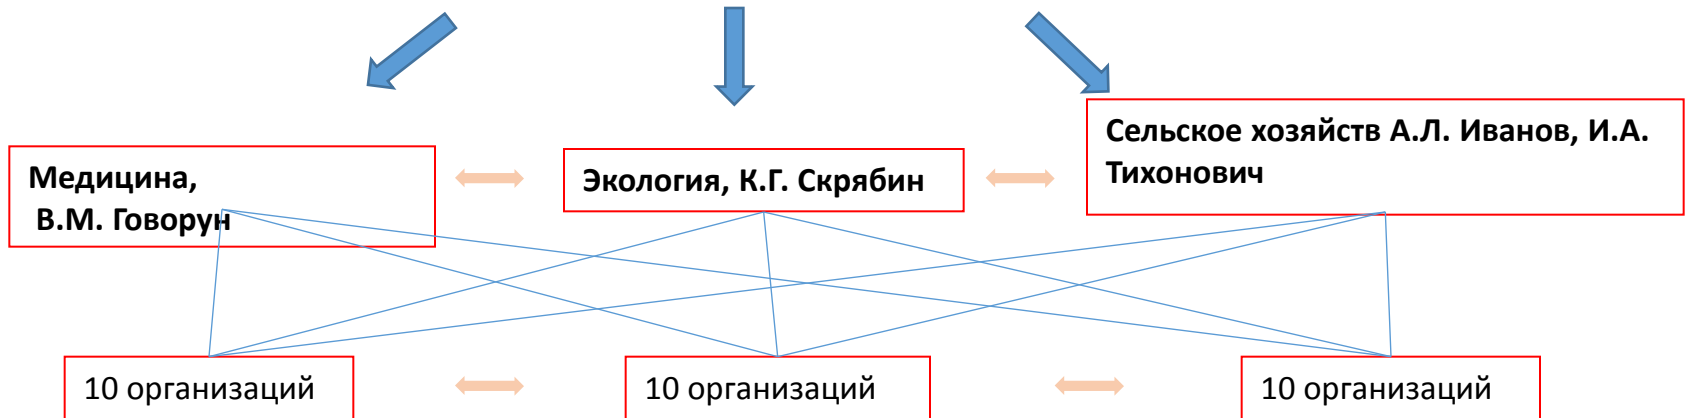 Сельское хозяйств А.Л. Иванов, И.А.
Тихонович
Медицина,
В.М. Говорун
Экология, К.Г. Скрябин
10 организаций
10 организаций
10 организаций